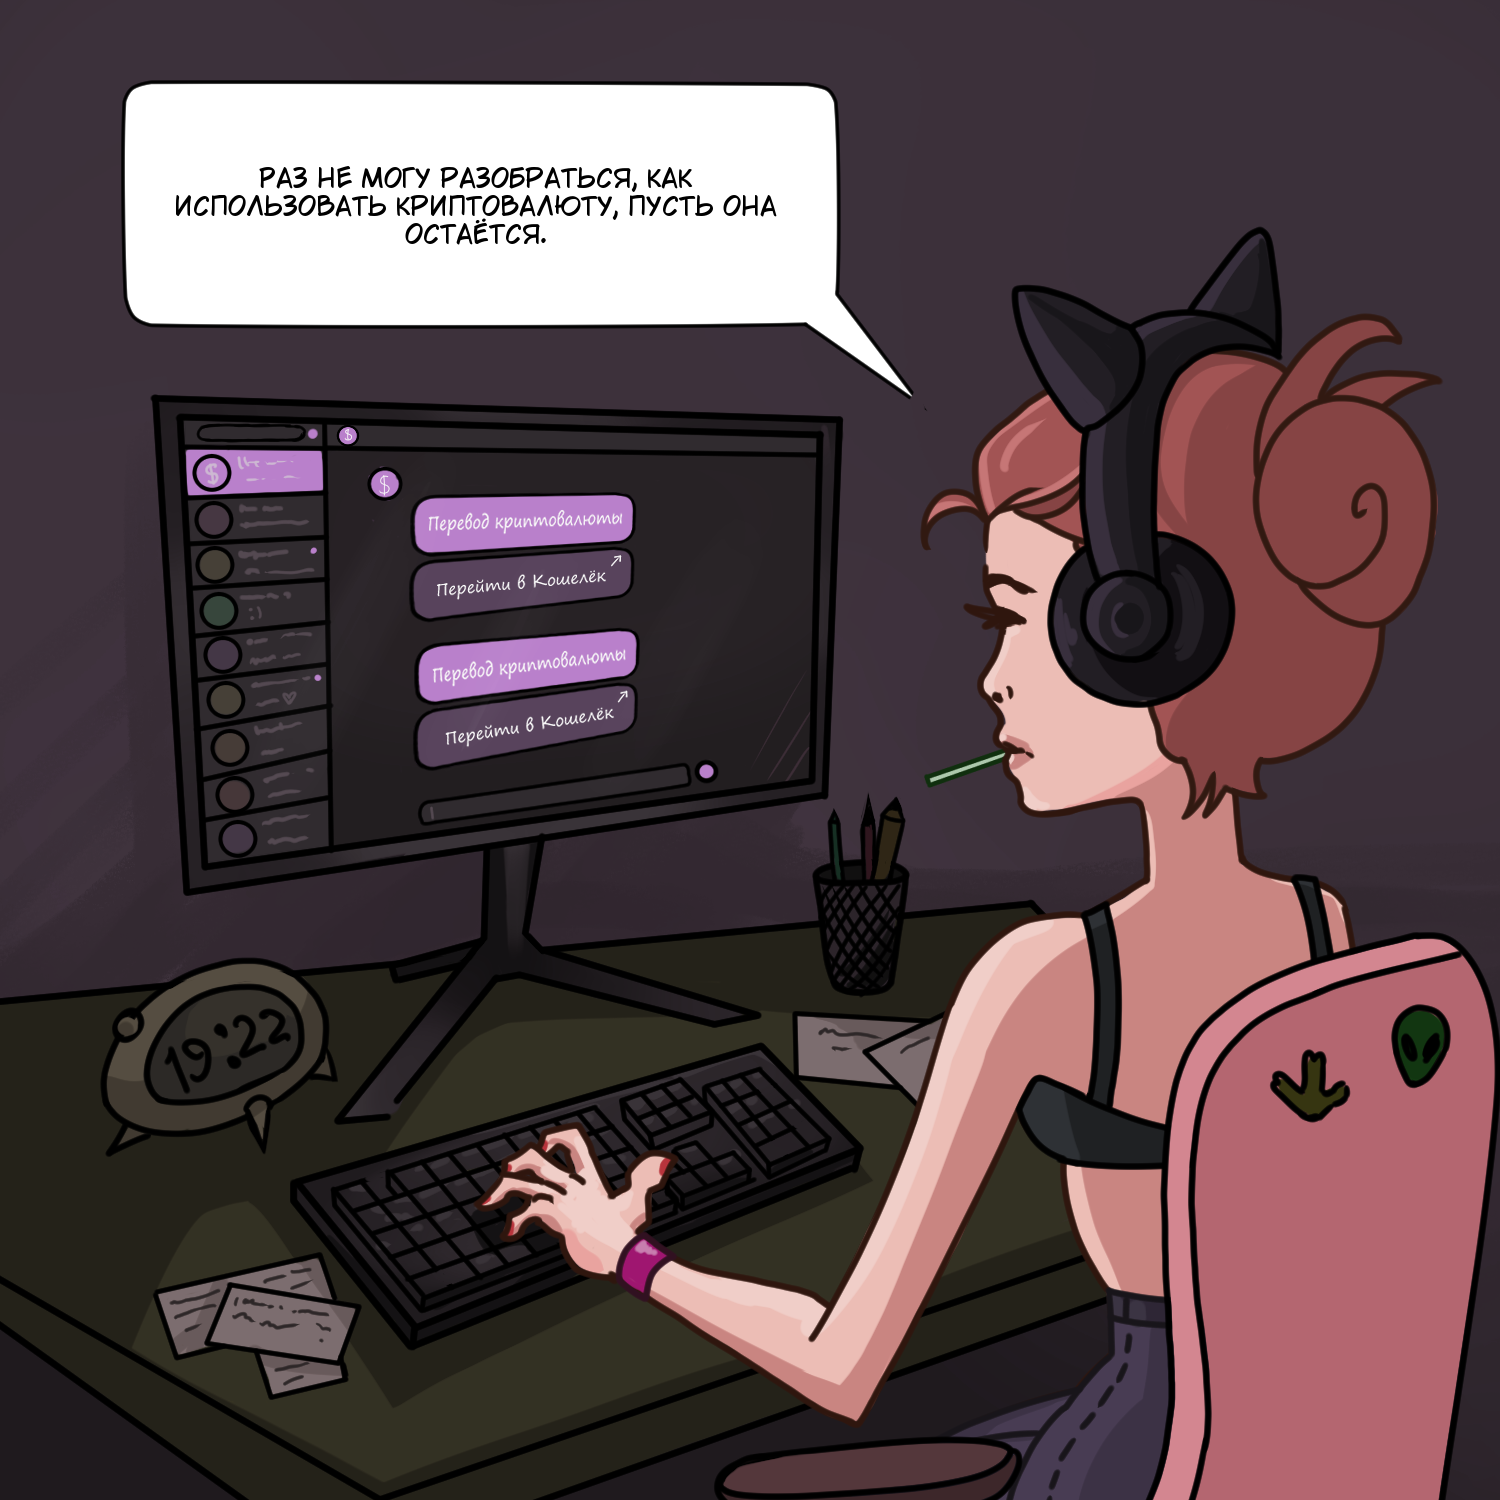 РАЗ НЕ МОГУ РАЗОБРАТЬСЯ, КАК
ИСПОЛЬЗОВАТЬ КРИПТОВАЛЮТУ, ПУСТЬ ОНА
ОСТАЁТСЯ.
$
$
$
Перевод криптовалюты
Перейти в Кошелёк
:)
Перевод криптовалюты
Перейти в Кошелёк
19:22